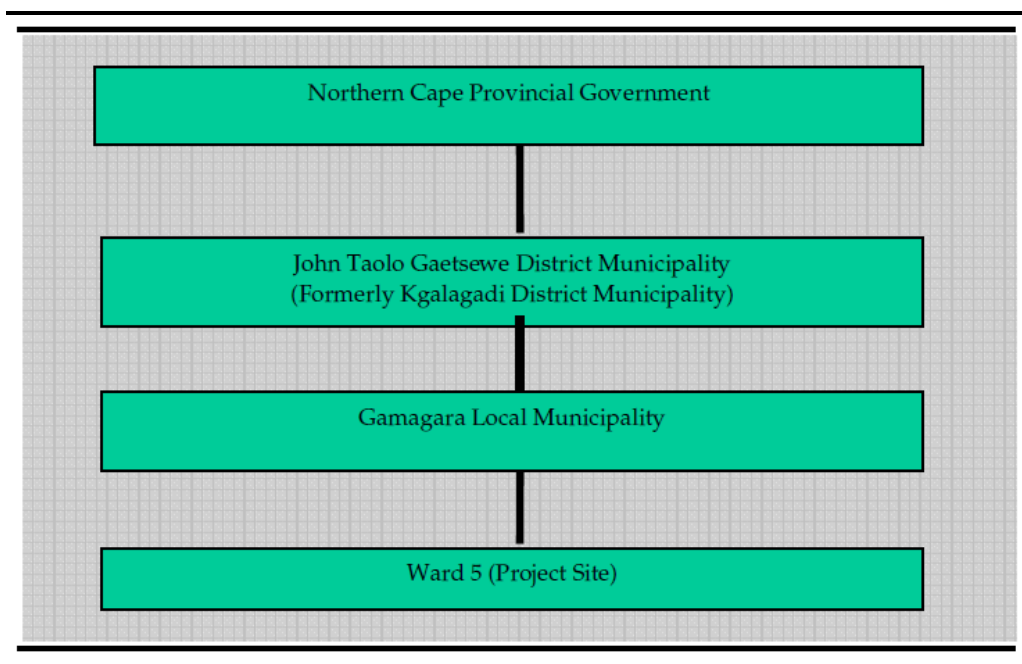 Northern Cape Provincial Government
John Taolo Gaetsewe District Municipality
(Formerly Kgalagadi District Municipality)
Gamagara Local Municipality
Ward 5 (Project Site)